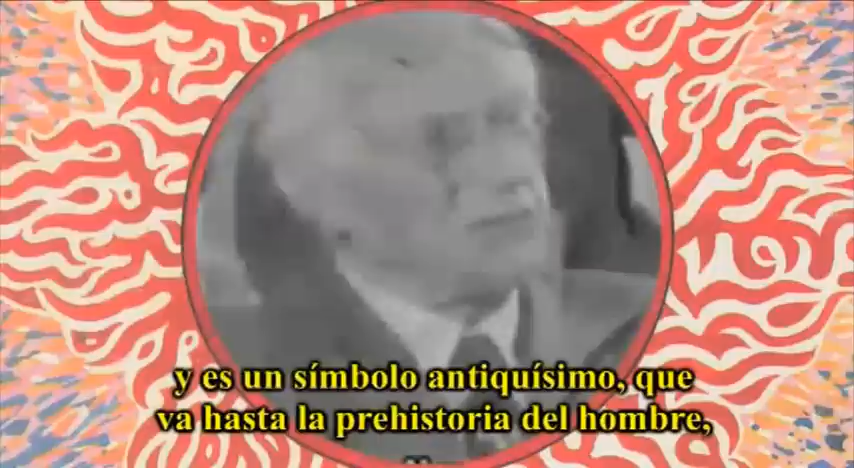 y es un símbolo antiquísimo, que
va hasta la prehistoria del hombre,